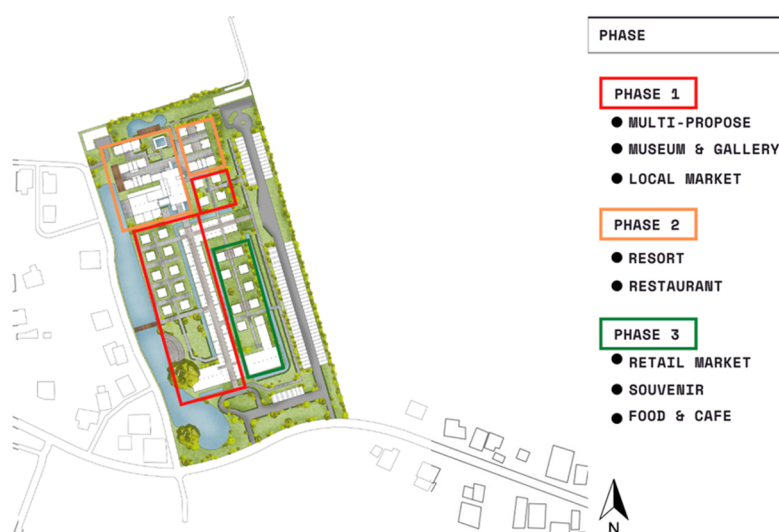 PHASE
PHASE 1
● MULTI-PROPOSE
● MUSEUM & GALLERY
● LOCAL MARKET
PHASE 2
● RESORT
● RESTAURANT
PHASE 3
● RETAIL MARKET
● SOUVENIR
● FOOD & CAFE
N